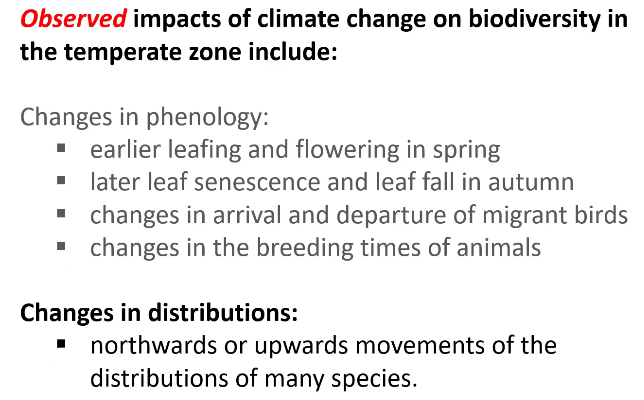 Observed impacts of climate change on biodiversity in
the temperate zone include:
Changes in phenology:
▪ earlier leafing and flowering in spring
▪ later leaf senescence and leaf fall in autumn
▪ changes in arrival and departure of migrant birds
▪ changes in the breeding times of animals
Changes in distributions:
▪ northwards or upwards movements of the
distributions of many species.